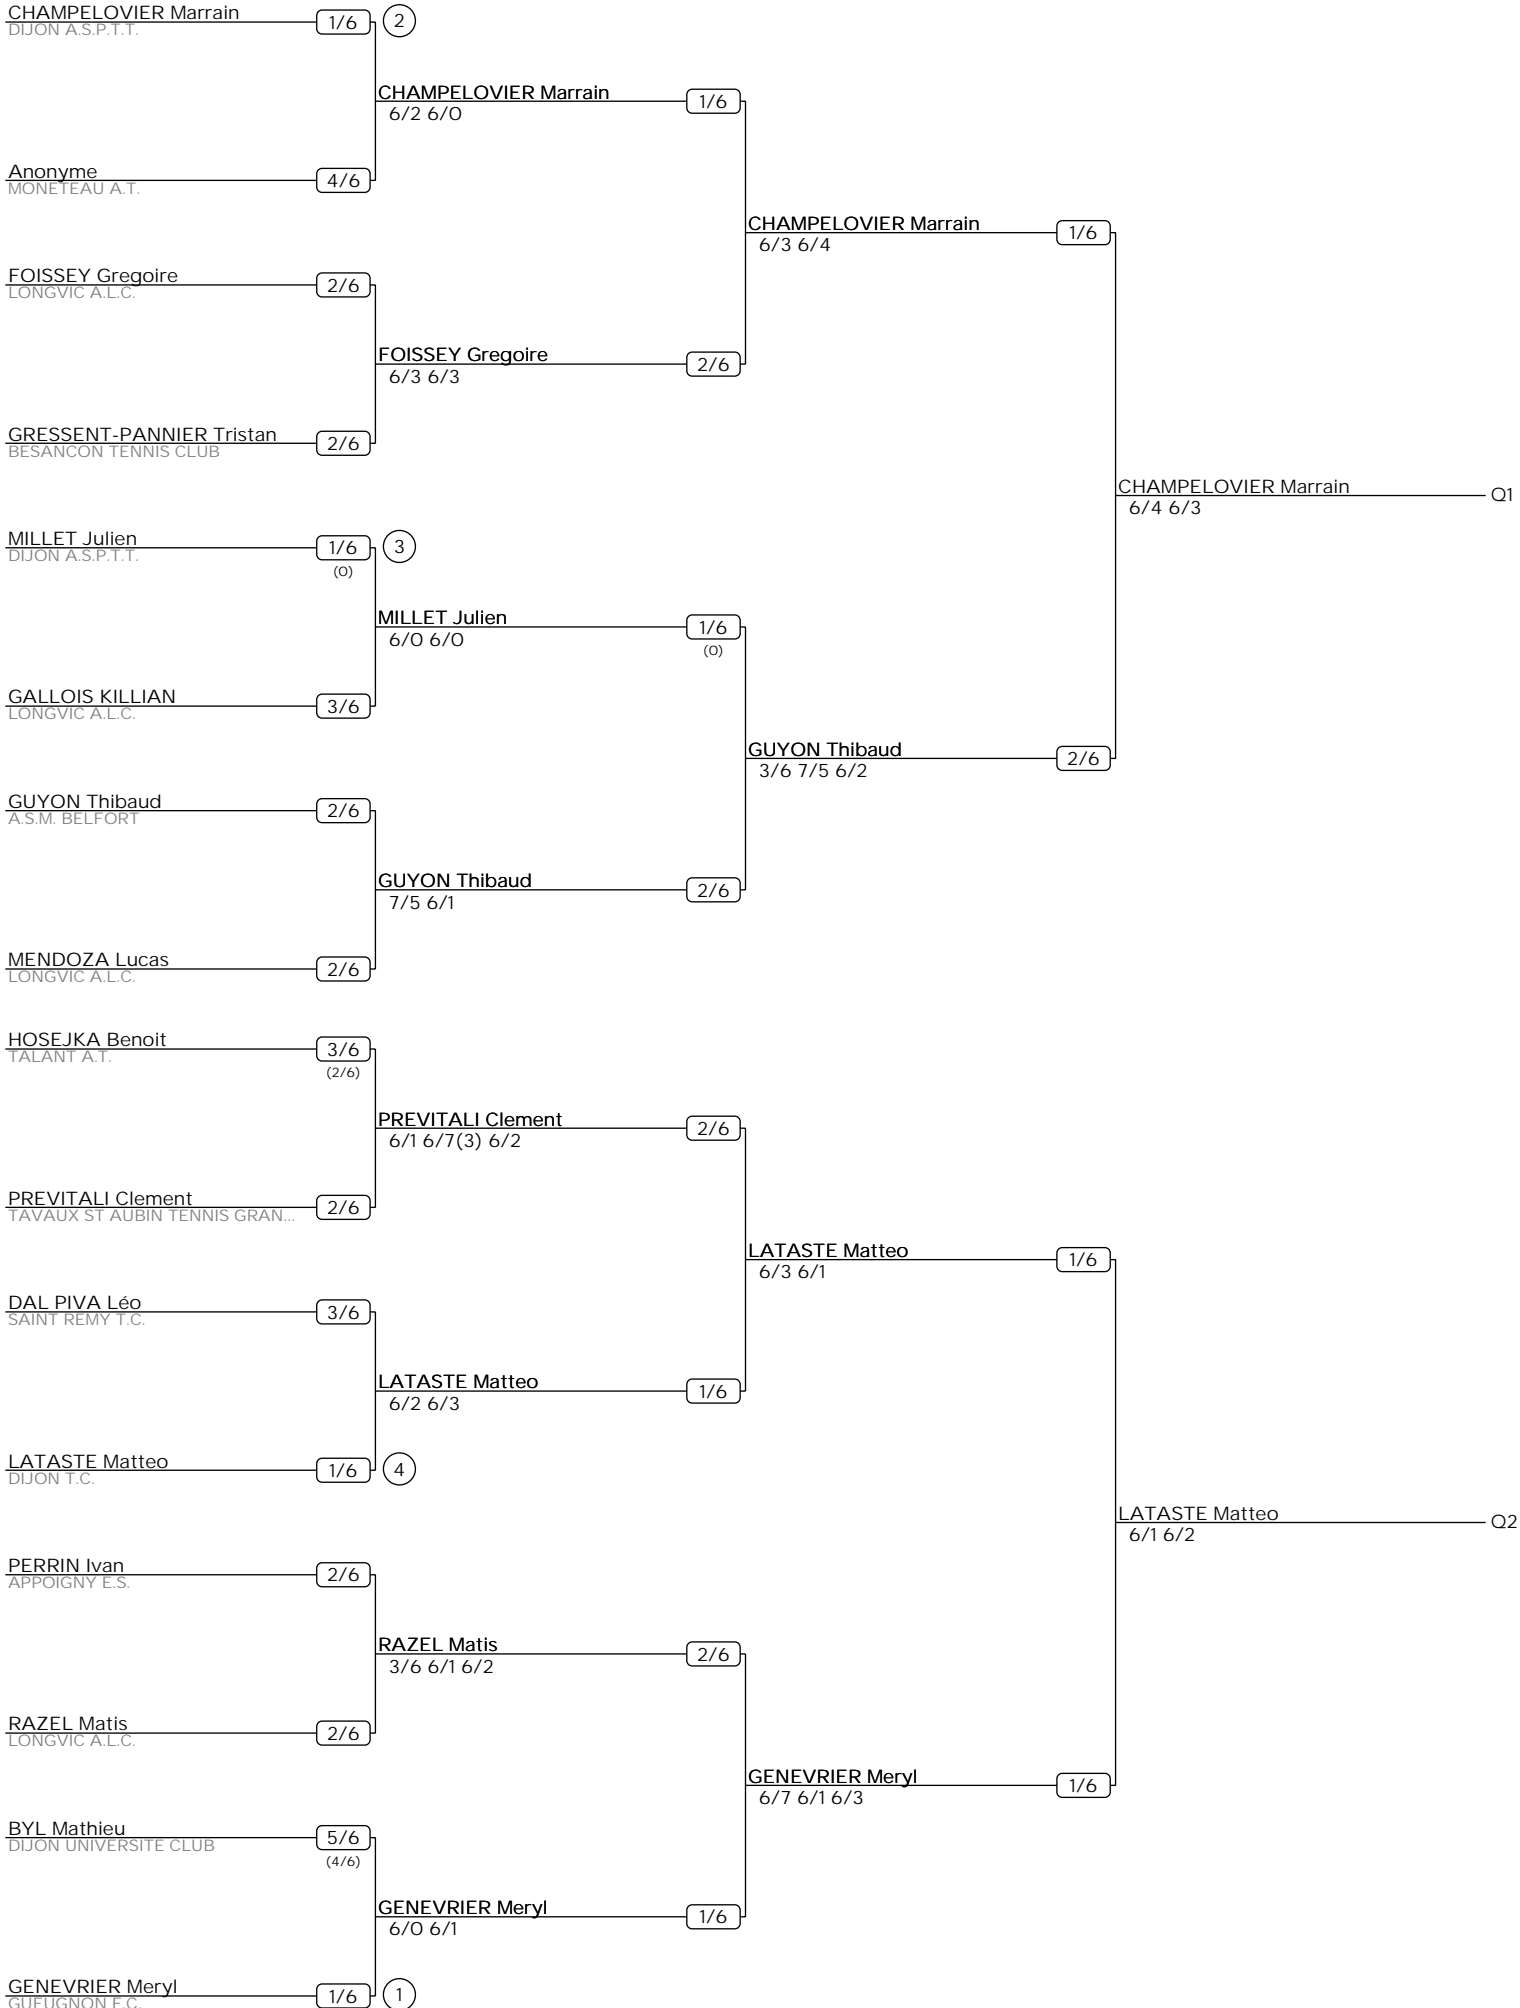 CHAMPELOVIER Marrain
DIJON A.S.P.T.T.
1/6
2
CHAMPELOVIER Marrain
6/2 6/0
1/6
Anonyme
MONETEAU A.T.
4/6
CHAMPELOVIER Marrain
6/3 6/4
1/6
FOISSEY Gregoire
LONGVIC A.L.C.
2/6
FOISSEY Gregoire
6/3 6/3
2/6
GRESSENT-PANNIER Tristan
BESANCON TENNIS CLUB
2/6
CHAMPELOVIER Marrain
6/4 6/3
Q1
MILLET Julien
DIJON A.S.P.T.T.
1/6
(0)
3
MILLET Julien
6/0 6/0
1/6
(0)
GALLOIS KILLIAN
LONGVIC A.L.C.
3/6
GUYON Thibaud
3/6 7/5 6/2
2/6
GUYON Thibaud
A.S.M. BELFORT
2/6
GUYON Thibaud
7/5 6/1
2/6
MENDOZA Lucas
LONGVIC A.L.C.
2/6
HOSEJKA Benoit
TALANT A.T.
3/6
(2/6)
PREVITALI Clement
6/1 6/7(3) 6/2
2/6
PREVITALI Clement
TAVAUX ST AUBIN TENNIS GRAN...
2/6
LATASTE Matteo
6/3 6/1
1/6
DAL PIVA Léo
SAINT REMY T.C.
3/6
LATASTE Matteo
6/2 6/3
1/6
LATASTE Matteo
DIJON T.C.
1/6
4
LATASTE Matteo
6/1 6/2
Q2
PERRIN Ivan
APPOIGNY E.S.
2/6
RAZEL Matis
3/6 6/1 6/2
2/6
RAZEL Matis
LONGVIC A.L.C.
2/6
GENEVRIER Meryl
6/7 6/1 6/3
1/6
BYL Mathieu
DIJON UNIVERSITE CLUB
5/6
(4/6)
GENEVRIER Meryl
6/0 6/1
1/6
GENEVRIER Meryl
GUEUGNON F.C.
1/6
1